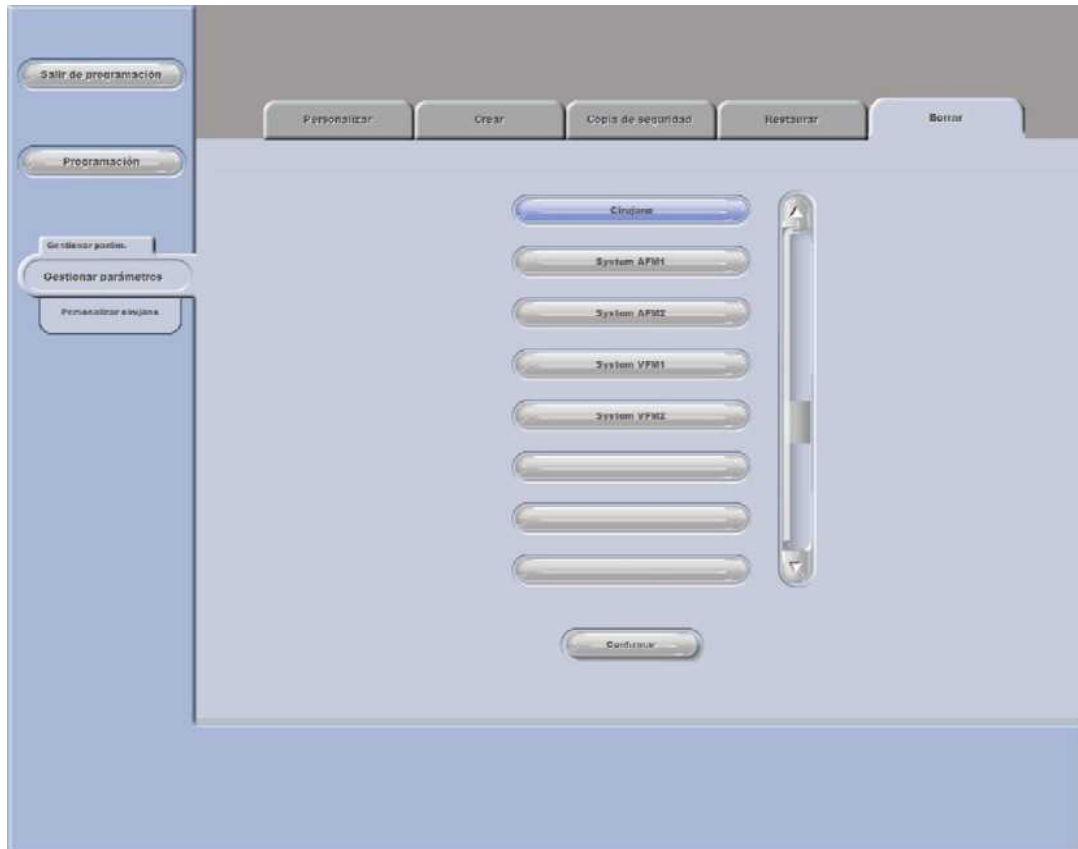 Salir de programación
Personalizar
Crear
Copia de seguridad
Restaurar
Borrar
Programación
Gestionar parám.
Gestionar parámetros
Personalizar cirujano
Cirujano
System AFM1
System AFM2
System VFM1
System VFM2
Confirmar